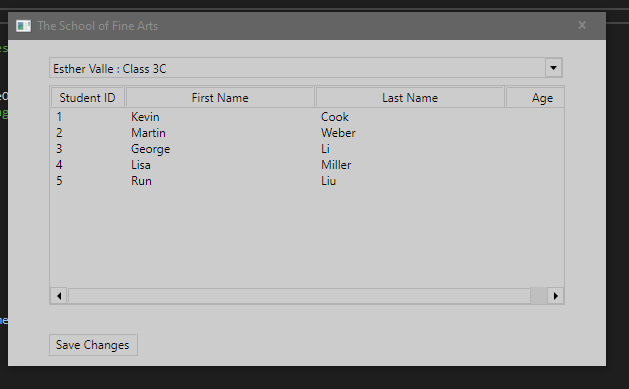 The School of Fine Arts x
Esther Valle : Class 3C
Student ID First Name Last Name Age
1 Kevin Cook
2 Martin Weber
3 George Li
4 Lisa Miller
5 Run Liu
Save Changes